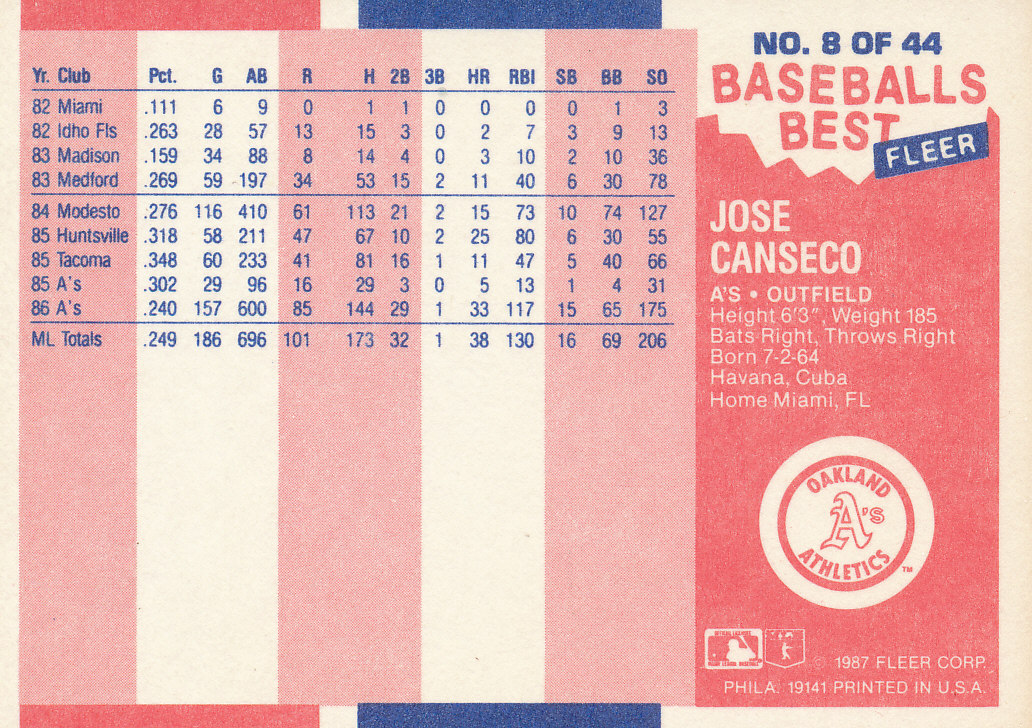 Yr. Club Pct. G AB R H 2B 3B HR RBI SB BB SO
82 Miami .111 6 9 0 1 1 0 0 0 0 1 3
82 Idho Fls .263 28 57 13 15 3 0 2 7 3 9 13
83 Madison .159 34 88 8 14 4 0 3 10 2 10 36
83 Medford .269 59 197 34 53 15 2 11 40 6 30 78
84 Modesto .276 116 410 61 113 21 2 15 73 10 74 127
85 Huntsville .318 58 211 47 67 10 2 25 80 6 30 55
85 Tacoma .348 60 233 41 81 16 1 11 47 5 40 66
85 A's .302 29 96 16 29 3 0 5 13 1 4 31
86 A's .240 157 600 85 144 29 1 33 117 15 65 175
ML Totals .249 186 696 101 173 32 1 38 130 16 69 206
NO. 8 OF 44
BASEBALLS
BEST
FLEER
JOSE
CANSECO
A'S • OUTFIELD
Height 6'3", Weight 185
Bats Right, Throws Right
Born 7-2-64
Havana, Cuba
Home Miami, FL
OAKLAND
A's
ATHLETICS
TM
© 1987 FLEER CORP.
PHILA. 19141 PRINTED IN U.S.A.